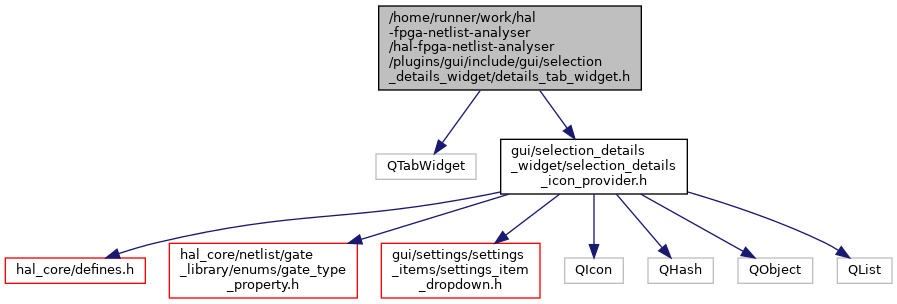 /home/runner/work/hal
-fpga-netlist-analyser
/hal-fpga-netlist-analyser
/plugins/gui/include/gui/selection
_details_widget/details_tab_widget.h
QTabWidget
gui/selection_details
_widget/selection_details
_icon_provider.h
hal_core/defines.h
hal_core/netlist/gate
_library/enums/gate_type
_property.h
gui/settings/settings
_items/settings_item
_dropdown.h
QIcon
QHash
QObject
QList